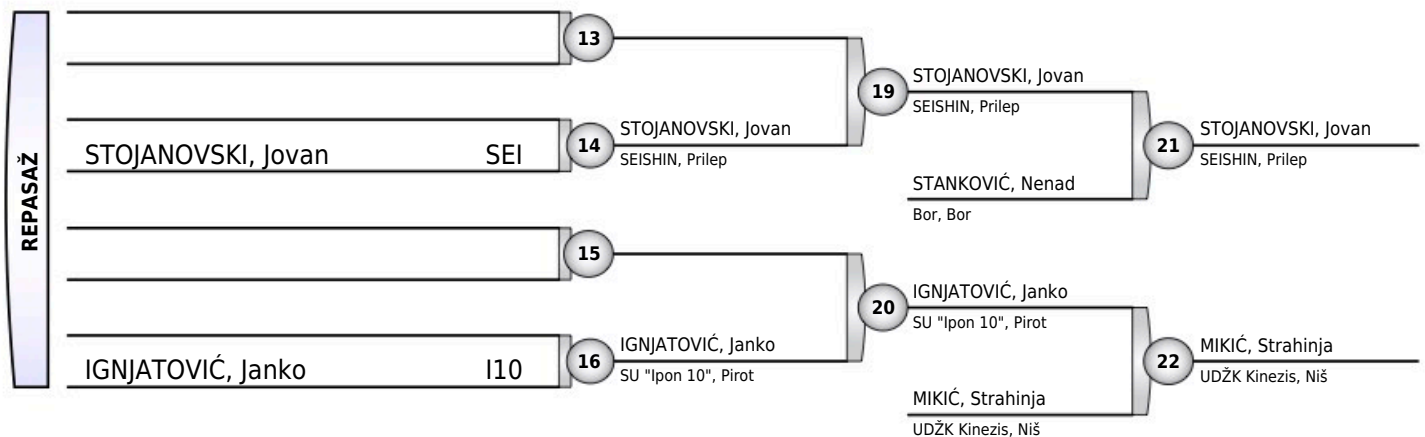 REPASAŽ
13
STOJANOVSKI, Jovan SEI
14
STOJANOVSKI, Jovan
SEISHIN, Prilep
15
IGNJATOVIĆ, Janko I10
16
IGNJATOVIĆ, Janko
SU "Ipon 10", Pirot
19
STOJANOVSKI, Jovan
SEISHIN, Prilep
STANKOVIĆ, Nenad
Bor, Bor
20
IGNJATOVIĆ, Janko
SU "Ipon 10", Pirot
MIKIĆ, Strahinja
UDŽK Kinezis, Niš
21
STOJANOVSKI, Jovan
SEISHIN, Prilep
22
MIKIĆ, Strahinja
UDŽK Kinezis, Niš